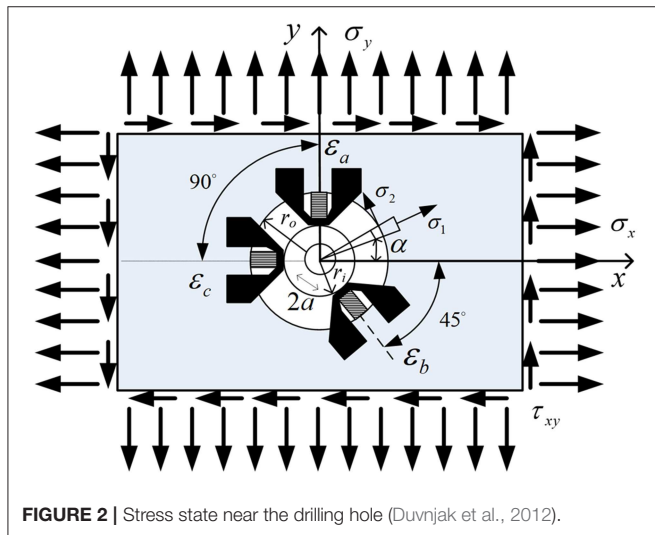 y
σy
εa
90°
σ2
ro
σ1
σx
α
x
εc
ri
2a
45°
εb
τxy
FIGURE 2 | Stress state near the drilling hole (Duvnjak et al., 2012).